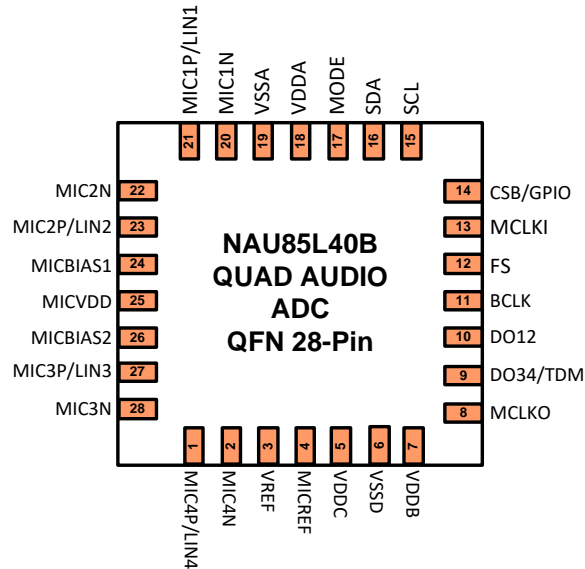 MIC1P/LIN1
MIC1N
VSSA
VDDA
MODE
SDA
SCL
21
20
19
18
17
16
15
MIC2N 22
MIC2P/LIN2 23
MICBIAS1 24
MICVDD 25
MICBIAS2 26
MIC3P/LIN3 27
MIC3N 28
NAU85L40B
QUAD AUDIO
ADC
QFN 28-Pin
14 CSB/GPIO
13 MCLKI
12 FS
11 BCLK
10 DO12
9 DO34/TDM
8 MCLKO
1
2
3
4
5
6
7
MIC4P/LIN4
MIC4N
VREF
MICREF
VDDC
VSSD
VDDB